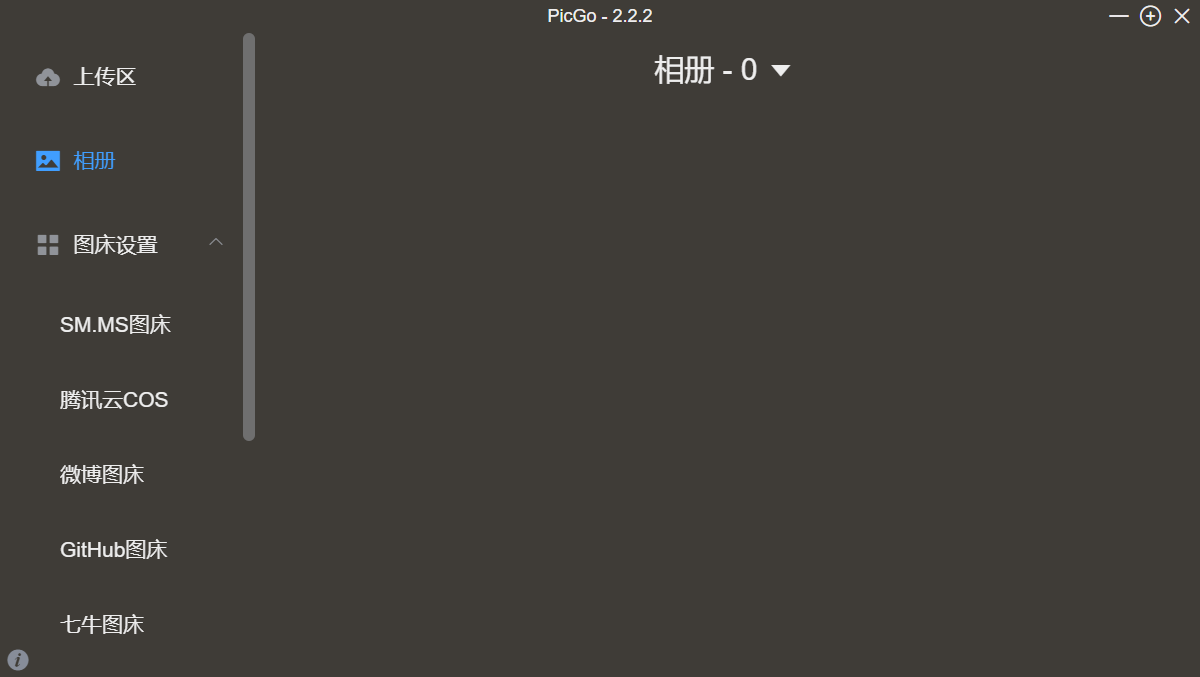 PicGo - 2.2.2
上传区
相册 - 0
相册
图床设置
SM.MS图床
腾讯云COS
微博图床
GitHub图床
七牛图床